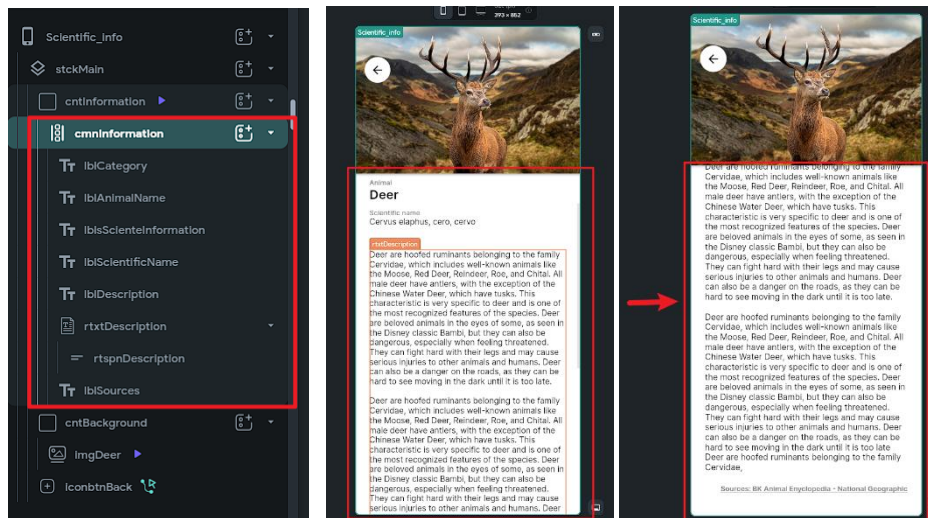 Scientific_info
stckMain
cntInformation
cmnInformation
lblCategory
lblAnimalName
lblsScienteInformation
lblScientificName
lblDescription
rtxtDescription
rtspnDescription
lblSources
cntBackground
ImgDeer
IconbtnBack
393 × 852
Scientific_info
Animal
Deer
Scientific name
Cervus elaphus, cero, cervo
rtxtDescription
Deer are hoofed ruminants belonging to the family
Cervidae, which includes well-known animals like
the Moose, Red Deer, Reindeer, Roe, and Chital. All
male deer have antlers, with the exception of the
Chinese Water Deer, which have tusks. This
characteristic is very specific to deer and is one of
the most recognized features of the species. Deer
are beloved animals in the eyes of some, as seen in
the Disney classic Bambi, but they can also be
dangerous, especially when feeling threatened.
They can fight hard with their legs and may cause
serious injuries to other animals and humans. Deer
can also be a danger on the roads, as they can be
hard to see moving in the dark until it is too late.
Deer are hoofed ruminants belonging to the family
Cervidae, which includes well-known animals like
the Moose, Red Deer, Reindeer, Roe, and Chital. All
male deer have antlers, with the exception of the
Chinese Water Deer, which have tusks. This
characteristic is very specific to deer and is one of
the most recognized features of the species. Deer
are beloved animals in the eyes of some, as seen in
the Disney classic Bambi, but they can also be
dangerous, especially when feeling threatened.
They can fight hard with their legs and may cause
serious injuries to other animals and humans. Deer
Scientific_info
Deer are hoofed ruminants belonging to the family
Cervidae, which includes well-known animals like
the Moose, Red Deer, Reindeer, Roe, and Chital. All
male deer have antlers, with the exception of the
Chinese Water Deer, which have tusks. This
characteristic is very specific to deer and is one of
the most recognized features of the species. Deer
are beloved animals in the eyes of some, as seen in
the Disney classic Bambi, but they can also be
dangerous, especially when feeling threatened.
They can fight hard with their legs and may cause
serious injuries to other animals and humans. Deer
can also be a danger on the roads, as they can be
hard to see moving in the dark until it is too late.
Deer are hoofed ruminants belonging to the family
Cervidae, which includes well-known animals like
the Moose, Red Deer, Reindeer, Roe, and Chital. All
male deer have antlers, with the exception of the
Chinese Water Deer, which have tusks. This
characteristic is very specific to deer and is one of
the most recognized features of the species. Deer
are beloved animals in the eyes of some, as seen in
the Disney classic Bambi, but they can also be
dangerous, especially when feeling threatened.
They can fight hard with their legs and may cause
serious injuries to other animals and humans. Deer
can also be a danger on the roads, as they can be
hard to see moving in the dark until it is too late
Deer are hoofed ruminants belonging to the family
Cervidae,
Sources: BK Animal Enyclopedia - National Geographic